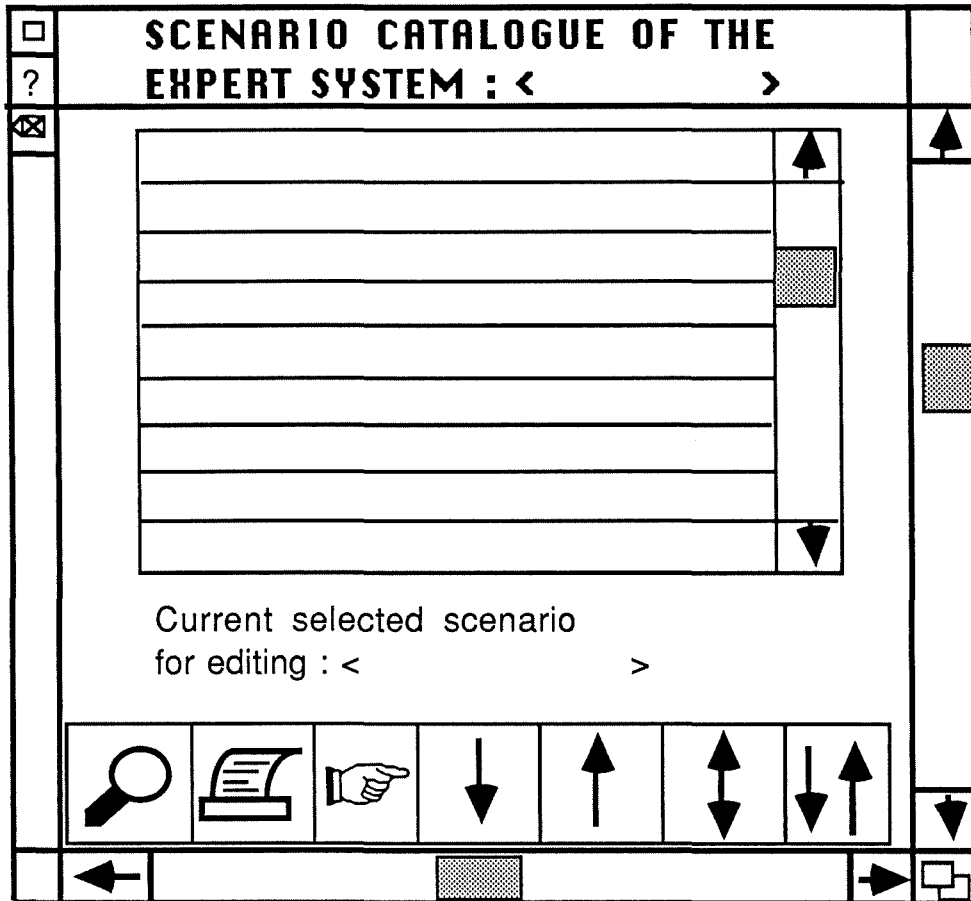 SCENARIO CATALOGUE OF THE
?
EXPERT SYSTEM : < >
Current selected scenario
for editing : < >